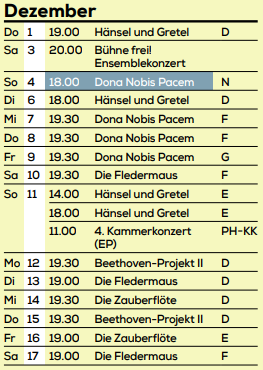 Dezember
Do 1 19.00 Hänsel und Gretel D
Sa 3 20.00 Bühne frei!
Ensemblekonzert
So 4 18.00 Dona Nobis Pacem N
Di 6 18.00 Hänsel und Gretel D
Mi 7 19.30 Dona Nobis Pacem F
Do 8 19.30 Dona Nobis Pacem F
Fr 9 19.30 Dona Nobis Pacem G
Sa 10 19.30 Die Fledermaus F
So 11 14.00 Hänsel und Gretel E
18.00 Hänsel und Gretel E
11.00 4. Kammerkonzert PH-KK
(EP)
Mo 12 19.30 Beethoven-Projekt II D
Di 13 19.00 Die Fledermaus D
Mi 14 19.30 Die Zauberflöte D
Do 15 19.30 Beethoven-Projekt II D
Fr 16 19.00 Die Zauberflöte E
Sa 17 19.00 Die Fledermaus F